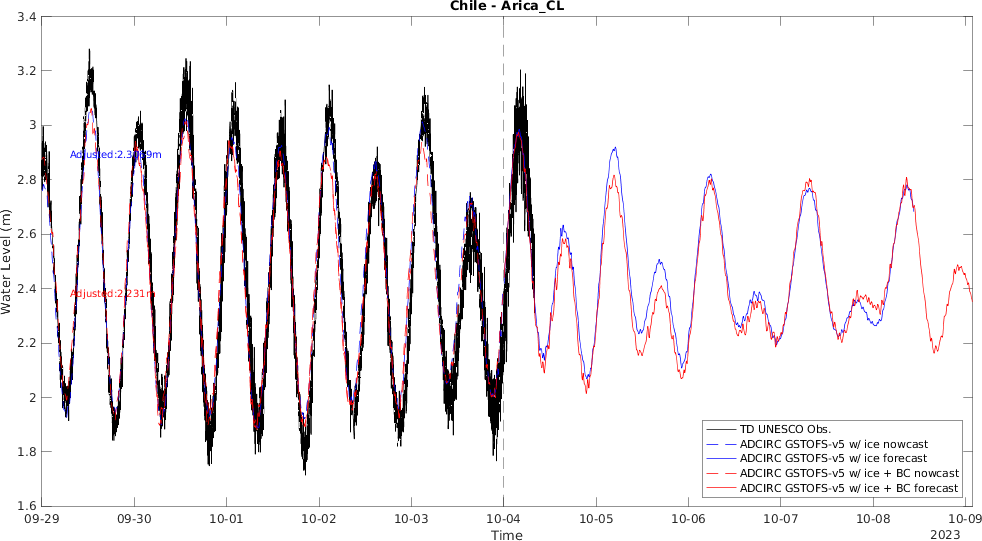 Chile - Arica_CL
3.4
3.2
3
2.8
2.6
2.4
2.2
2
1.8
1.6
Water Level (m)
Adjusted:2.231m
TD UNESCO Obs.
ADCIRC GSTOFS-v5 w/ ice nowcast
ADCIRC GSTOFS-v5 w/ ice forecast
ADCIRC GSTOFS-v5 w/ ice + BC nowcast
ADCIRC GSTOFS-v5 w/ ice + BC forecast
09-29 09-30 10-01 10-02 10-03 10-04 10-05 10-06 10-07 10-08 10-09
Time
2023